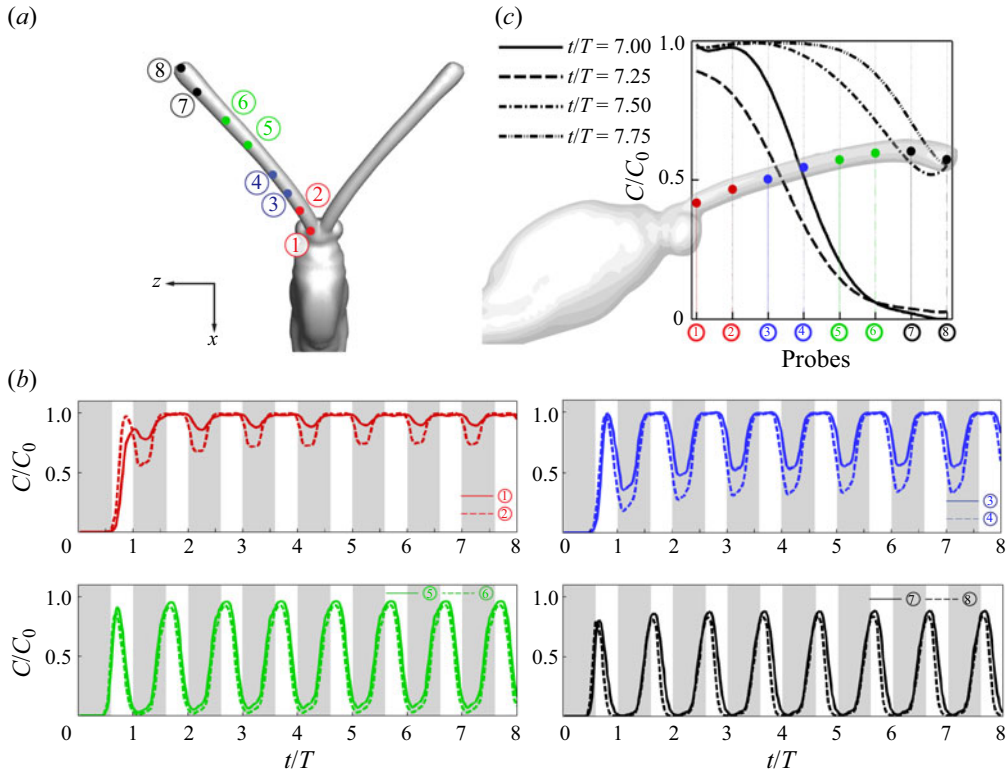 (a)
8
7
6
5
4
3
2
1
z
x
(c)
t/T = 7.00
t/T = 7.25
t/T = 7.50
t/T = 7.75
C/C0
1.0
0.5
0
1 2 3 4 5 6 7 8
Probes
(b)
C/C0
1.0
0.5
1
2
0 1 2 3 4 5 6 7 8
1.0
0.5
3
4
0 1 2 3 4 5 6 7 8
C/C0
1.0
0.5
5 6
0 1 2 3 4 5 6 7 8
t/T
1.0
0.5
7 8
0 1 2 3 4 5 6 7 8
t/T